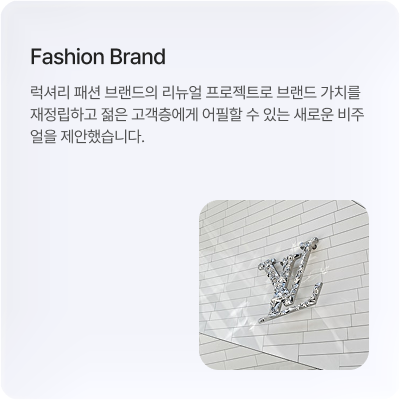 Fashion Brand
럭셔리 패션 브랜드의 리뉴얼 프로젝트로 브랜드 가치를
재정립하고 젊은 고객층에게 어필할 수 있는 새로운 비주
얼을 제안했습니다.
LV